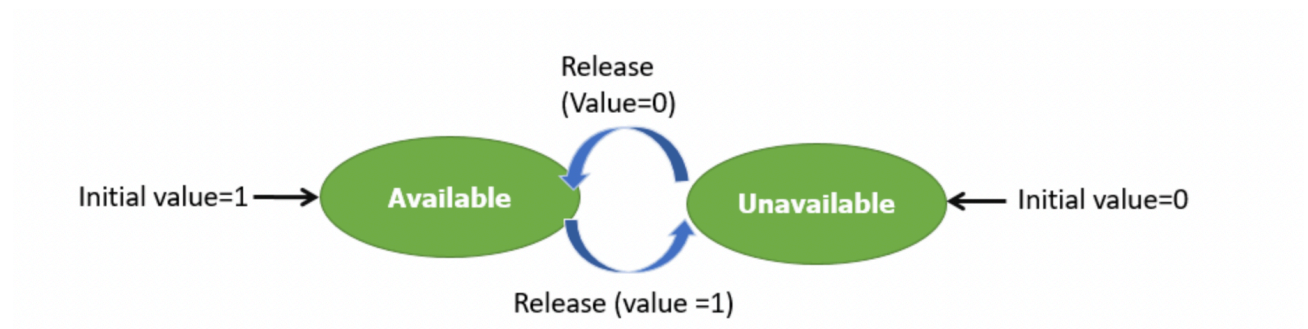 Release
(Value=0)
Initial value=1
Available
Unavailable
Initial value=0
Release (value =1)